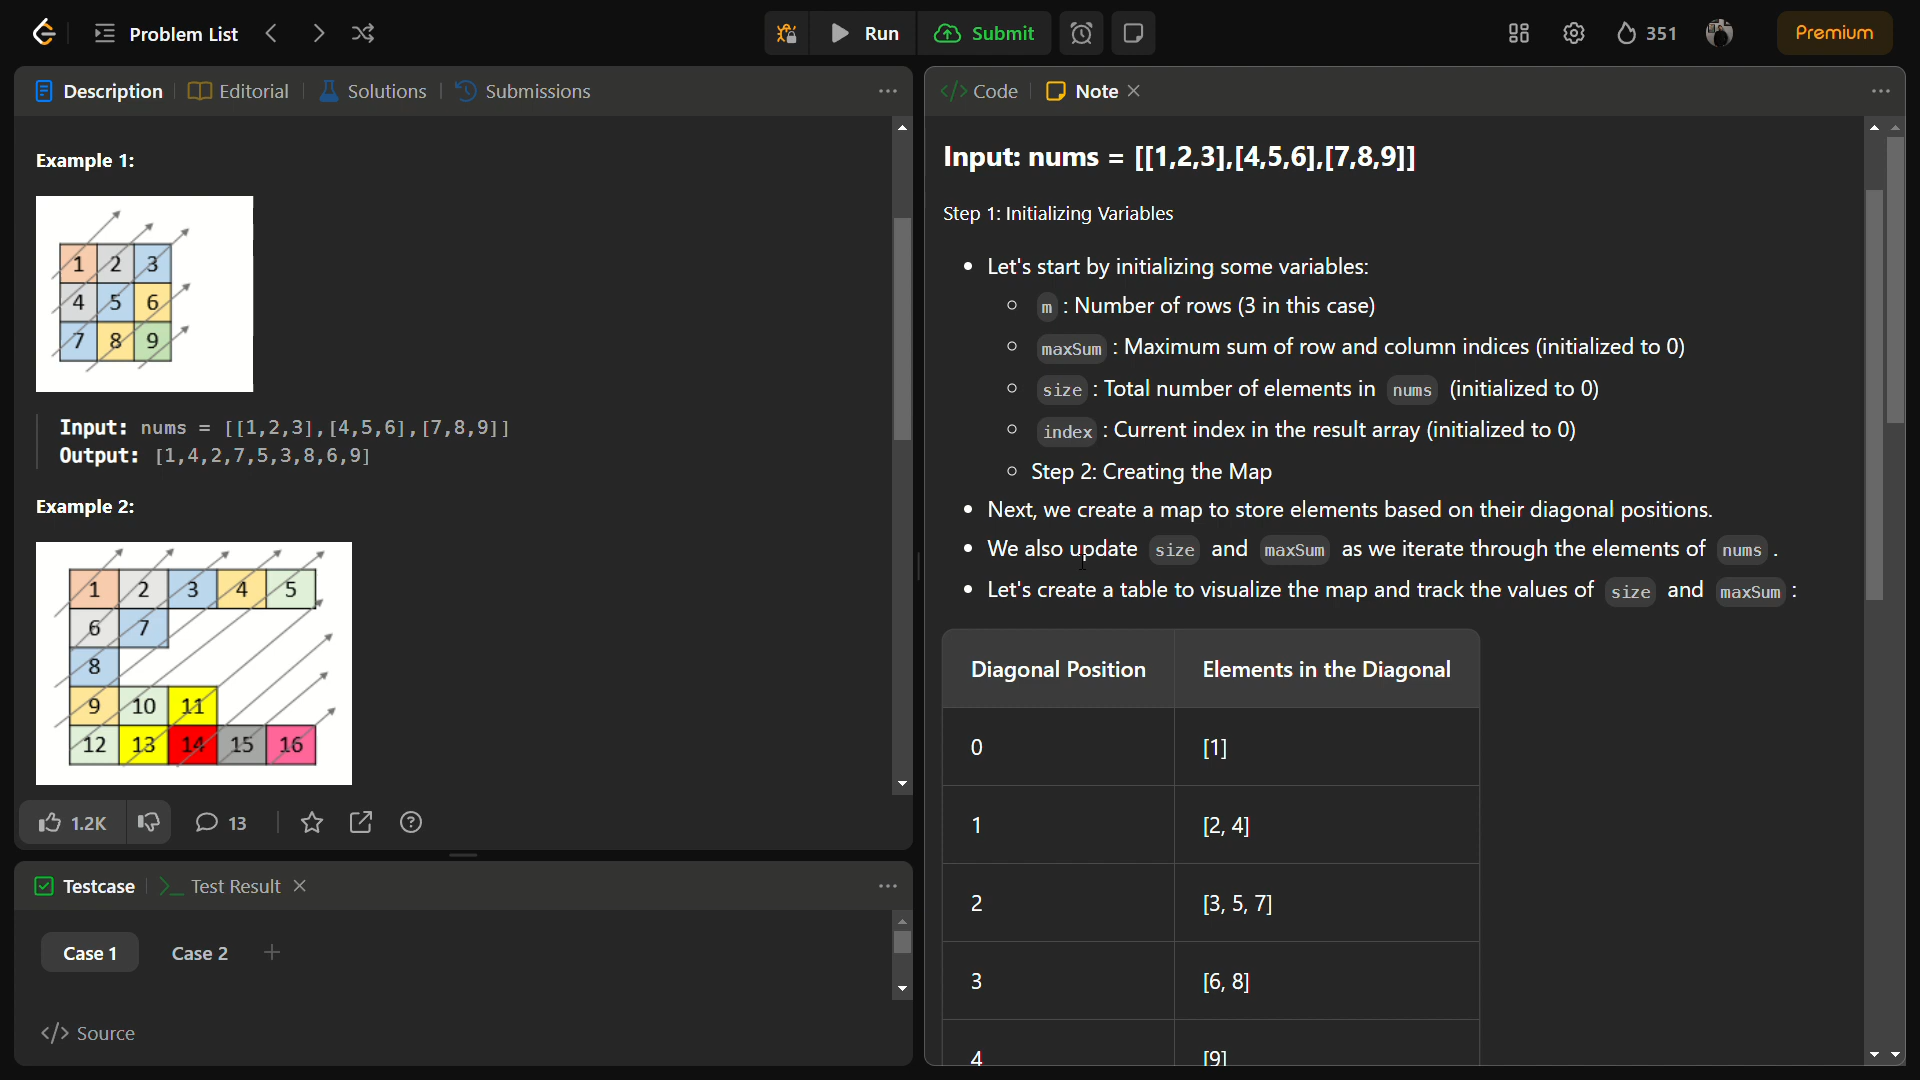 Problem List
Run
Submit
351
Premium
Description
Editorial
Solutions
Submissions
Example 1:
1 2 3
4 5 6
7 8 9
Input: nums = [[1,2,3],[4,5,6],[7,8,9]]
Output: [1,4,2,7,5,3,8,6,9]
Example 2:
1 2 3 4 5
6 7
8
9 10 11
12 13 14 15 16
1.2K
13
Testcase
Test Result
Case 1
Case 2
</> Source
</> Code
Note
Input: nums = [[1,2,3],[4,5,6],[7,8,9]]
Step 1: Initializing Variables
Let's start by initializing some variables:
m : Number of rows (3 in this case)
maxSum : Maximum sum of row and column indices (initialized to 0)
size : Total number of elements in nums (initialized to 0)
index : Current index in the result array (initialized to 0)
Step 2: Creating the Map
Next, we create a map to store elements based on their diagonal positions.
We also update size and maxSum as we iterate through the elements of nums .
Let's create a table to visualize the map and track the values of size and maxSum :
Diagonal Position Elements in the Diagonal
0 [1]
1 [2, 4]
2 [3, 5, 7]
3 [6, 8]
4 [9]